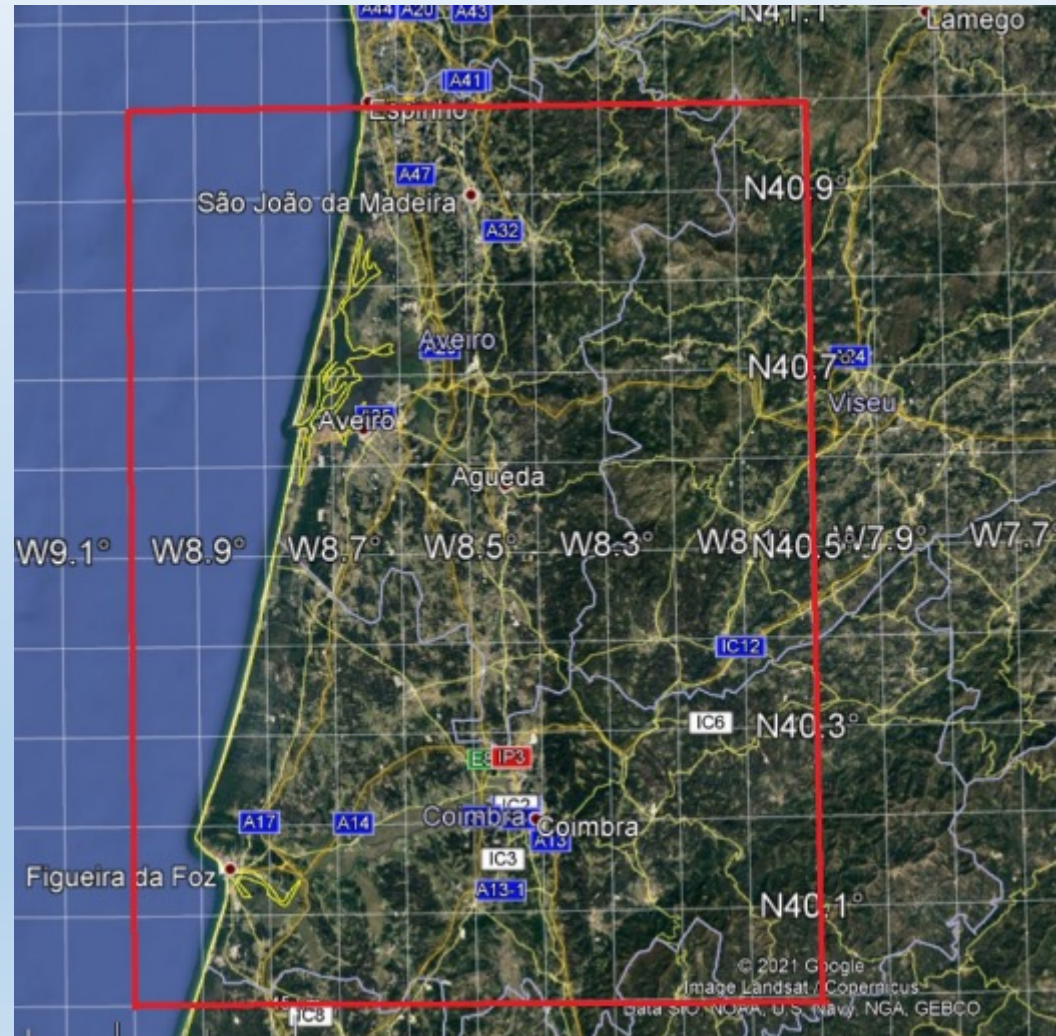 A44
A20
A43
N41.1°
Lamego
A41
Espinho
A47
N40.9°
São João da Madeira
A32
Aveiro
N40.7°
Viseu
Aveiro
Agueda
W9.1°
W8.9°
W8.7°
W8.5°
W8.3°
N40.5°
W7.9°
W7.7
IC12
IC6
N40.3°
IP3
IC2
A17
A14
Coimbra
Coimbra
A13
IC3
Figueira da Foz
A13-1
N40.1°
© 2021 Google
Image Landsat / Copernicus
Data SIO, NOAA, U.S. Navy, NGA, GEBCO
IC8